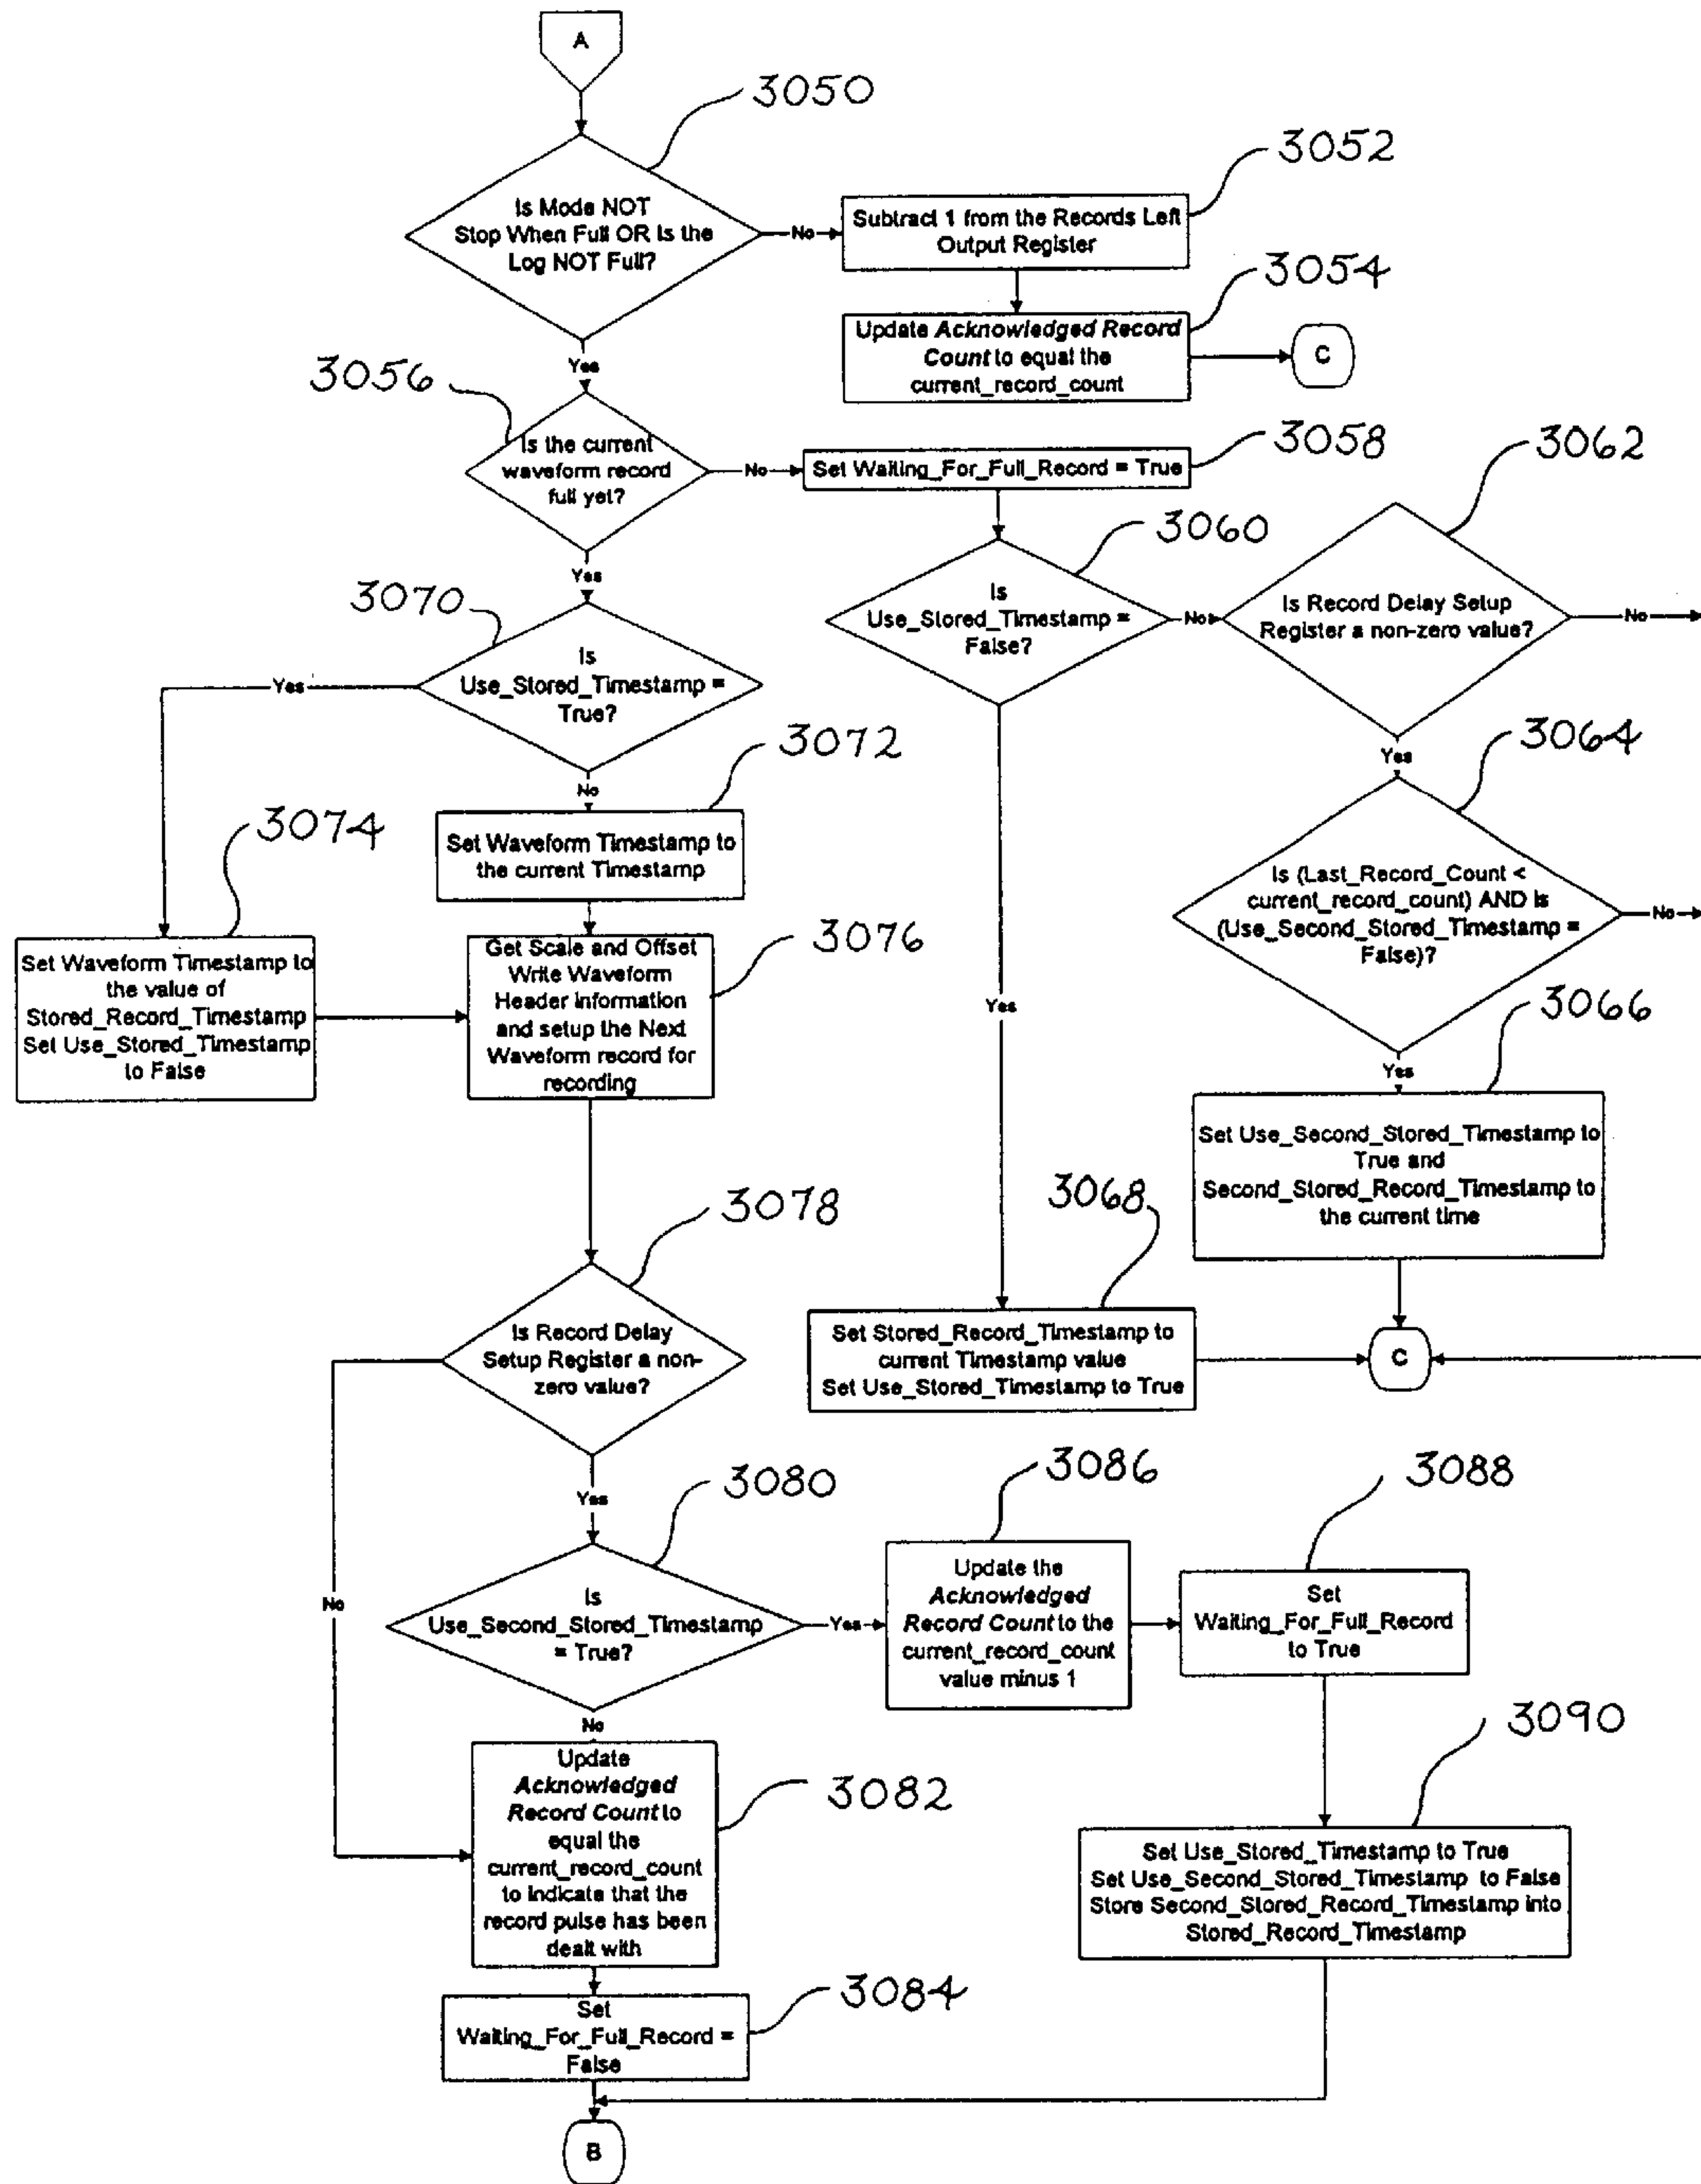 A
3050
Is Mode NOT
Stop When Full OR Is the
Log NOT Full?
No
3052
Subtract 1 from the Records Left
Output Register
3054
Update Acknowledged Record
Count to equal the
current_record_count
C
Yes
3056
Is the current
waveform record
full yet?
No
3058
Set Waiting_For_Full_Record = True
3060
Is
Use_Stored_Timestamp =
False?
No
3062
Is Record Delay Setup
Register a non-zero value?
No
Yes
3064
Is (Last_Record_Count <
current_record_count) AND Is
(Use_Second_Stored_Timestamp =
False)?
No
Yes
3066
Set Use_Second_Stored_Timestamp to
True and
Second_Stored_Record_Timestamp to
the current time
Yes
3068
Set Stored_Record_Timestamp to
current Timestamp value
Set Use_Stored_Timestamp to True
C
Yes
3070
Is
Use_Stored_Timestamp =
True?
Yes
No
3072
Set Waveform Timestamp to
the current Timestamp
3074
Set Waveform Timestamp to
the value of
Stored_Record_Timestamp
Set Use_Stored_Timestamp
to False
3076
Get Scale and Offset
Write Waveform
Header information
and setup the Next
Waveform record for
recording
3078
Is Record Delay
Setup Register a non-
zero value?
No
Yes
3080
Is
Use_Second_Stored_Timestamp
= True?
Yes
3086
Update the
Acknowledged
Record Count to the
current_record_count
value minus 1
3088
Set
Waiting_For_Full_Record
to True
3090
Set Use_Stored_Timestamp to True
Set Use_Second_Stored_Timestamp to False
Store Second_Stored_Record_Timestamp into
Stored_Record_Timestamp
No
3082
Update
Acknowledged
Record Count to
equal the
current_record_count
to indicate that the
record pulse has been
dealt with
3084
Set
Waiting_For_Full_Record =
False
B